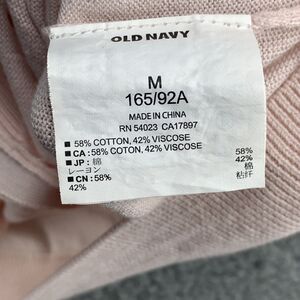 OLD NAVY
M
165/92A
MADE IN CHINA
RN 54023 CA17897
■ 58% COTTON, 42% VISCOSE
■ CA: 58% COTTON, 42% VISCOSE
■ JP: 綿 58%
レーヨン 42%
■ CN: 58% 棉
42% 粘纤